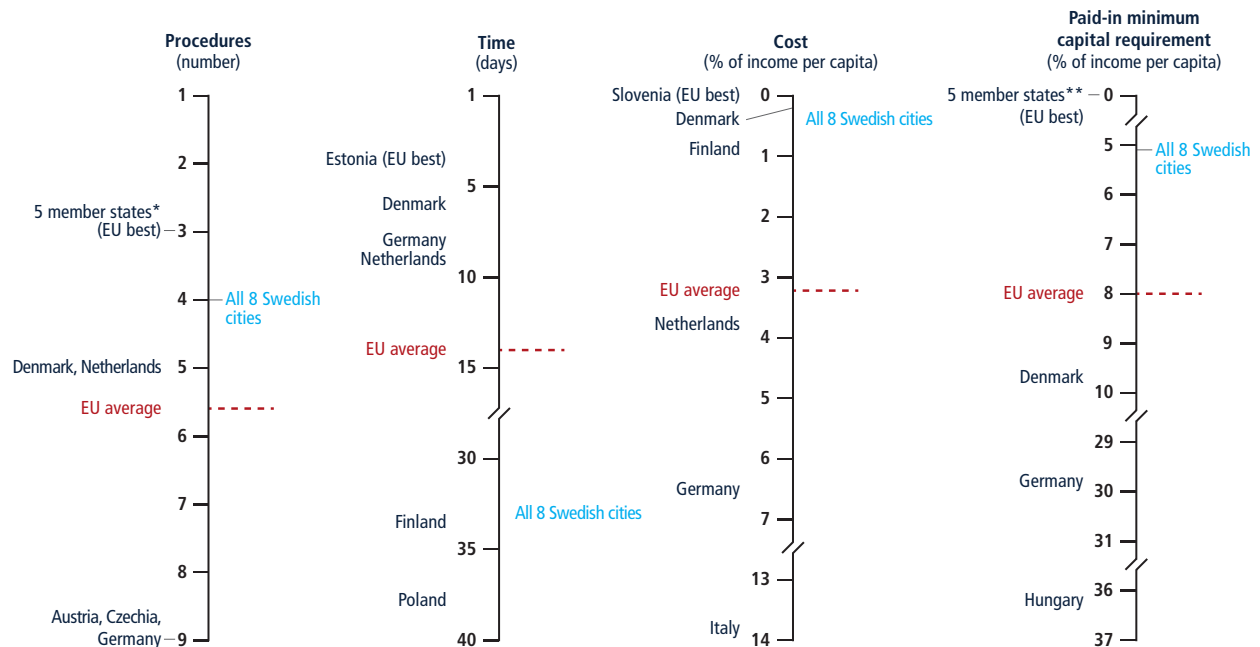 Procedures
(number)
1
2
5 member states*
(EU best)
3
4
All 8 Swedish
cities
Denmark, Netherlands
5
EU average
6
7
8
Austria, Czechia,
Germany
9
Time
(days)
1
Estonia (EU best)
5
Denmark
Germany
Netherlands
10
EU average
15
30
All 8 Swedish cities
Finland
35
Poland
40
Cost
(% of income per capita)
Slovenia (EU best)
0
Denmark
All 8 Swedish cities
Finland
1
2
3
EU average
Netherlands
4
5
6
Germany
7
13
Italy
14
Paid-in minimum
capital requirement
(% of income per capita)
5 member states**
(EU best)
0
5
All 8 Swedish
cities
6
7
EU average
8
9
Denmark
10
29
Germany
30
31
36
Hungary
37